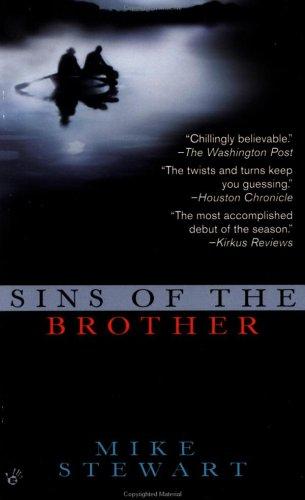 “Chillingly believable.”
–The Washington Post
“The twists and turns keep
you guessing.”
–Houston Chronicle
“The most accomplished
debut of the season.”
–Kirkus Reviews
SINS OF THE
BROTHER
MIKE
STEWART